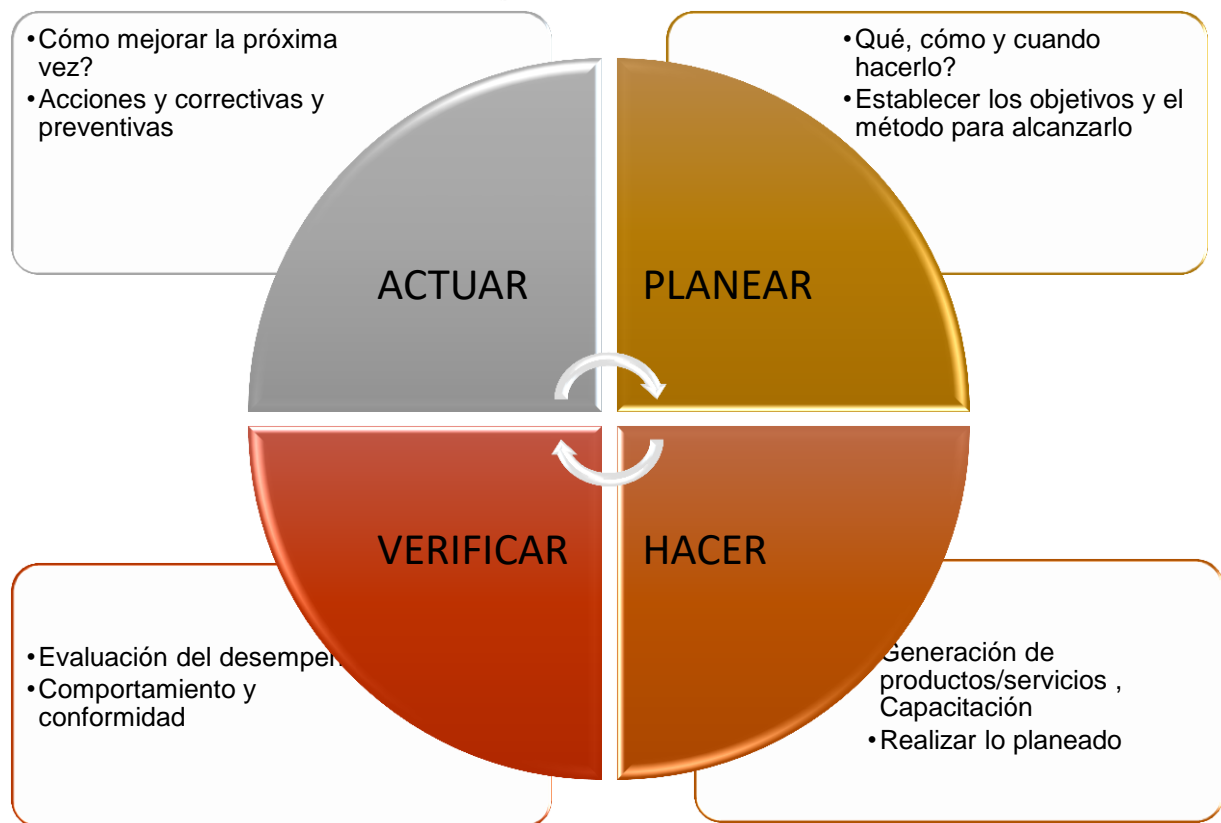 •Cómo mejorar la próxima
vez?
•Acciones y correctivas y
preventivas
•Qué, cómo y cuando
hacerlo?
•Establecer los objetivos y el
método para alcanzarlo
ACTUAR
PLANEAR
VERIFICAR
HACER
•Evaluación del
•Comportamiento y
conformidad
Generación de
productos/servicios ,
Capacitación
•Realizar lo planeado